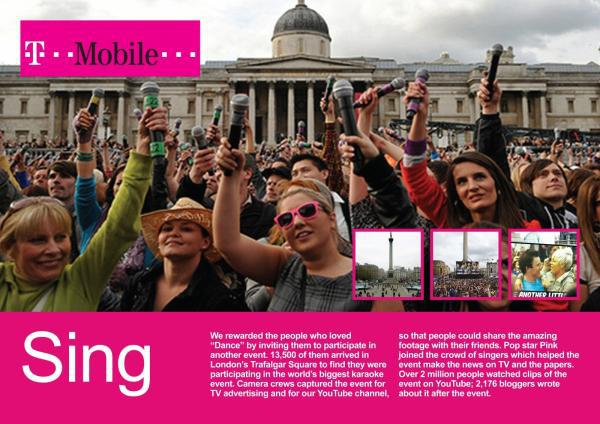 T··Mobile···
ANOTHER LITTL
Sing
We rewarded the people who loved
“Dance” by inviting them to participate in
another event. 13,500 of them arrived in
London’s Trafalgar Square to find they were
participating in the world’s biggest karaoke
event. Camera crews captured the event for
TV advertising and for our YouTube channel,
so that people could share the amazing
footage with their friends. Pop star Pink
joined the crowd of singers which helped the
event make the news on TV and the papers.
Over 2 million people watched clips of the
event on YouTube; 2,176 bloggers wrote
about it after the event.